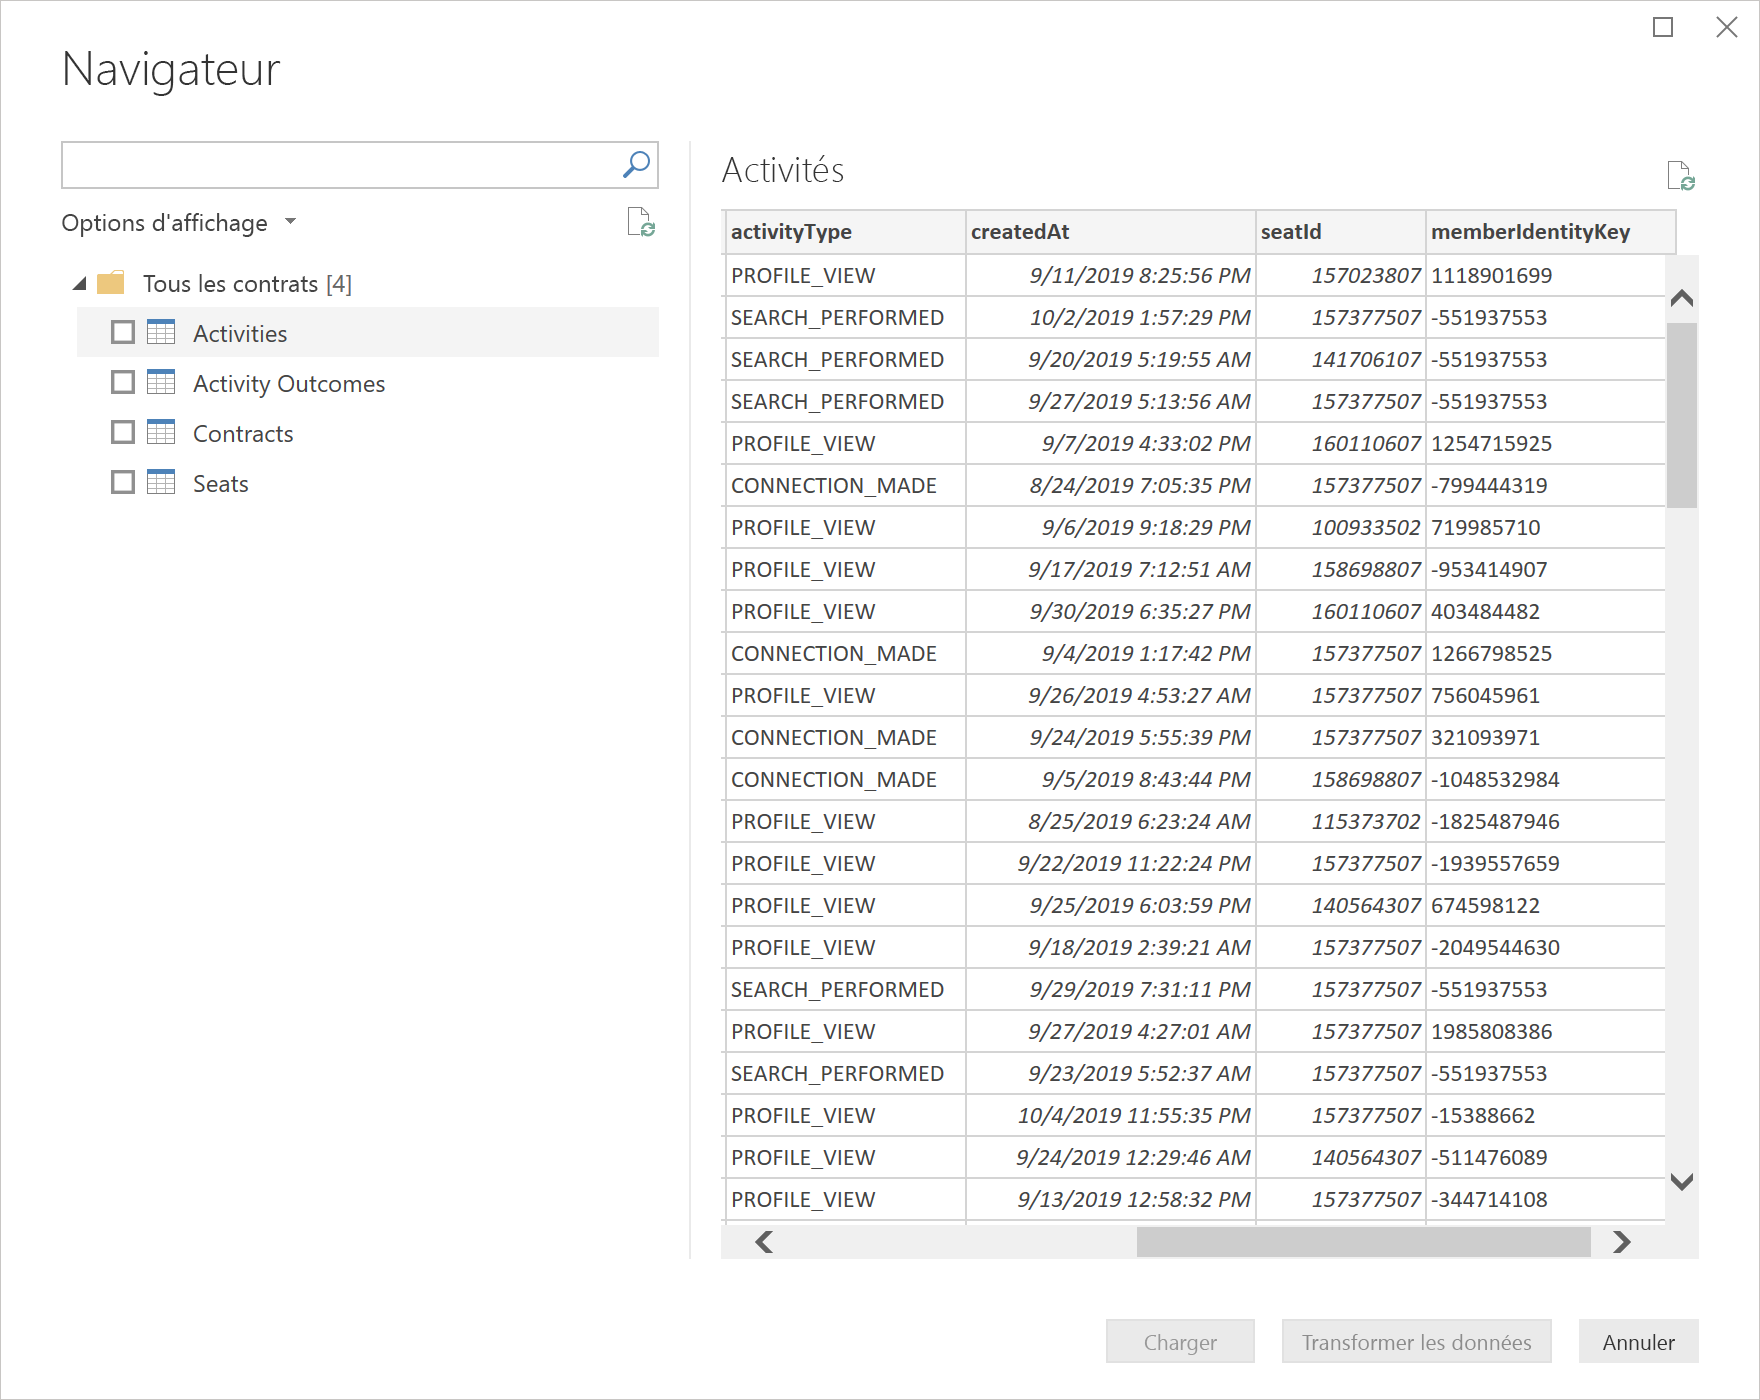 Navigateur
Options d'affichage
Tous les contrats [4]
Activities
Activity Outcomes
Contracts
Seats
Activités
activityType createdAt seatId memberIdentityKey
PROFILE_VIEW 9/11/2019 8:25:56 PM 157023807 1118901699
SEARCH_PERFORMED 10/2/2019 1:57:29 PM 157377507 -551937553
SEARCH_PERFORMED 9/20/2019 5:19:55 AM 141706107 -551937553
SEARCH_PERFORMED 9/27/2019 5:13:56 AM 157377507 -551937553
PROFILE_VIEW 9/7/2019 4:33:02 PM 160110607 1254715925
CONNECTION_MADE 8/24/2019 7:05:35 PM 157377507 -799444319
PROFILE_VIEW 9/6/2019 9:18:29 PM 100933502 719985710
PROFILE_VIEW 9/17/2019 7:12:51 AM 158698807 -953414907
PROFILE_VIEW 9/30/2019 6:35:27 PM 160110607 403484482
CONNECTION_MADE 9/4/2019 1:17:42 PM 157377507 1266798525
PROFILE_VIEW 9/26/2019 4:53:27 AM 157377507 756045961
CONNECTION_MADE 9/24/2019 5:55:39 PM 157377507 321093971
CONNECTION_MADE 9/5/2019 8:43:44 PM 158698807 -1048532984
PROFILE_VIEW 8/25/2019 6:23:24 AM 115373702 -1825487946
PROFILE_VIEW 9/22/2019 11:22:24 PM 157377507 -1939557659
PROFILE_VIEW 9/25/2019 6:03:59 PM 140564307 674598122
PROFILE_VIEW 9/18/2019 2:39:21 AM 157377507 -2049544630
SEARCH_PERFORMED 9/29/2019 7:31:11 PM 157377507 -551937553
PROFILE_VIEW 9/27/2019 4:27:01 AM 157377507 1985808386
SEARCH_PERFORMED 9/23/2019 5:52:37 AM 157377507 -551937553
PROFILE_VIEW 10/4/2019 11:55:35 PM 157377507 -15388662
PROFILE_VIEW 9/24/2019 12:29:46 AM 140564307 -511476089
PROFILE_VIEW 9/13/2019 12:58:32 PM 157377507 -344714108
Charger Transformer les données Annuler